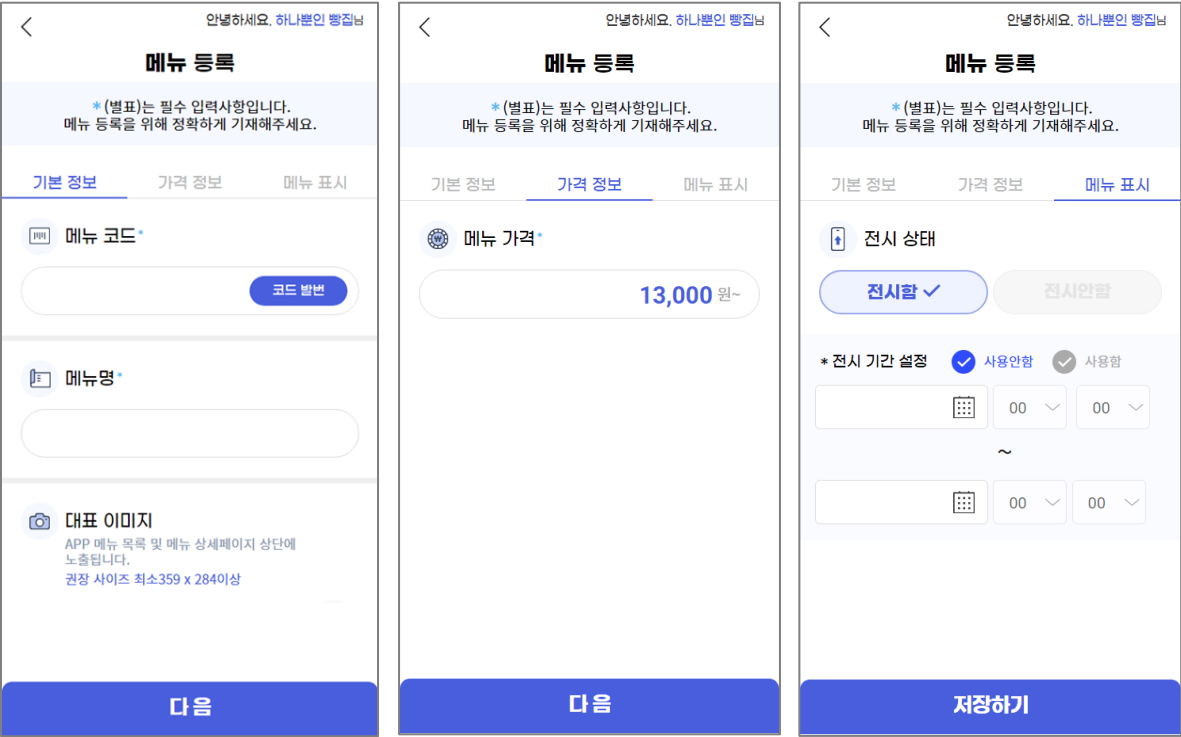 안녕하세요. 하나뿐인 빵집님
메뉴 등록
* (별표)는 필수 입력사항입니다.
메뉴 등록을 위해 정확하게 기재해주세요.
기본 정보 가격 정보 메뉴 표시
메뉴 코드*
코드 발번
메뉴명*
대표 이미지
APP 메뉴 목록 및 메뉴 상세페이지 상단에
노출됩니다.
권장 사이즈 최소359 x 284이상
다음
안녕하세요. 하나뿐인 빵집님
메뉴 등록
* (별표)는 필수 입력사항입니다.
메뉴 등록을 위해 정확하게 기재해주세요.
기본 정보 가격 정보 메뉴 표시
메뉴 가격*
13,000 원~
다음
안녕하세요. 하나뿐인 빵집님
메뉴 등록
* (별표)는 필수 입력사항입니다.
메뉴 등록을 위해 정확하게 기재해주세요.
기본 정보 가격 정보 메뉴 표시
전시 상태
전시함 전시안함
* 전시 기간 설정 사용안함 사용함
00 00
~
00 00
저장하기